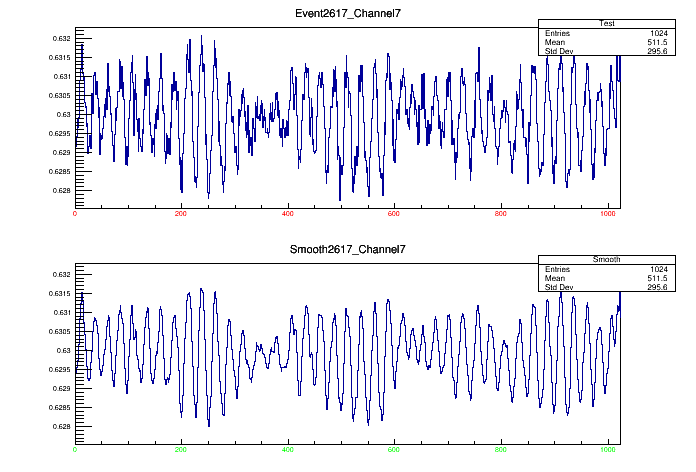 Event2617_Channel7
Test
Entries 1024
Mean 511.5
Std Dev 295.6
0.632
0.6315
0.631
0.6305
0.63
0.6295
0.629
0.6285
0.628
0 200 400 600 800 1000
Smooth2617_Channel7
Smooth
Entries 1024
Mean 511.5
Std Dev 295.6
0.632
0.6315
0.631
0.6305
0.63
0.6295
0.629
0.6285
0.628
0 200 400 600 800 1000